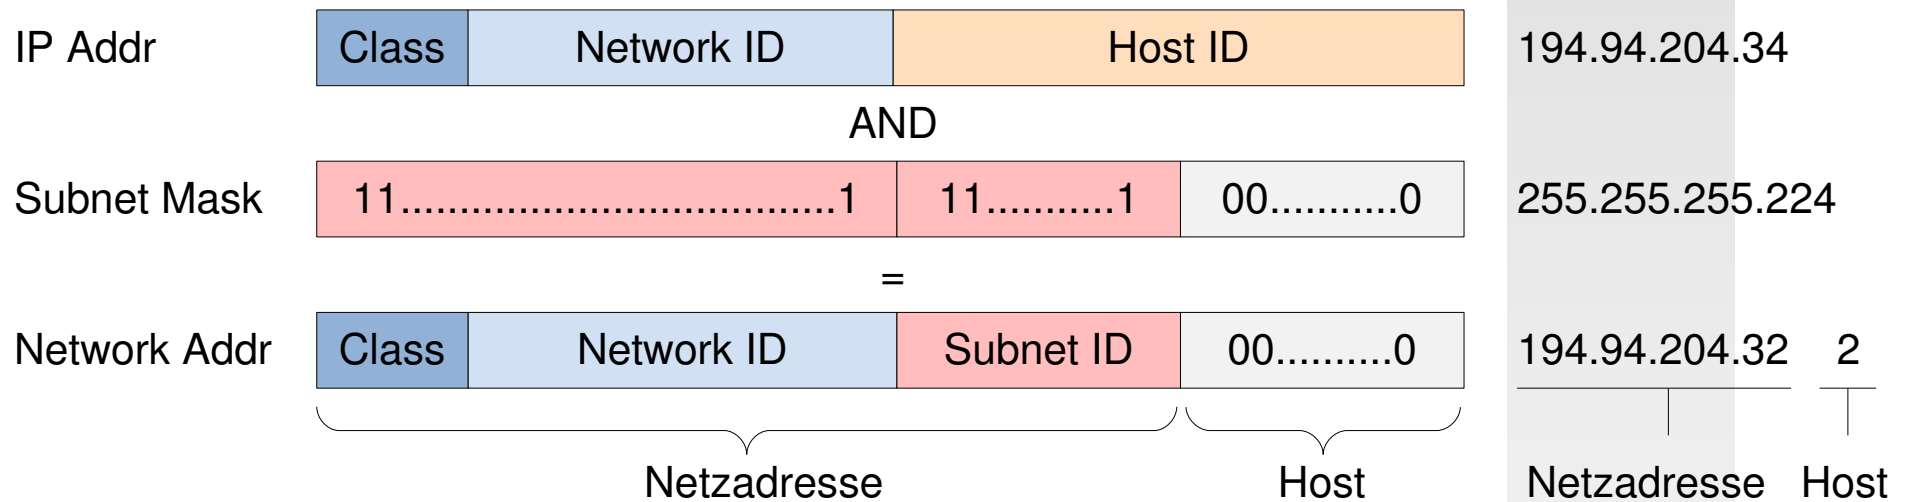 IP Addr Class Network ID Host ID 194.94.204.34
AND
Subnet Mask 11.....................................1 11...........1 00...........0 255.255.255.224
=
Network Addr Class Network ID Subnet ID 00..........0 194.94.204.32 2
Netzadresse Host Netzadresse Host